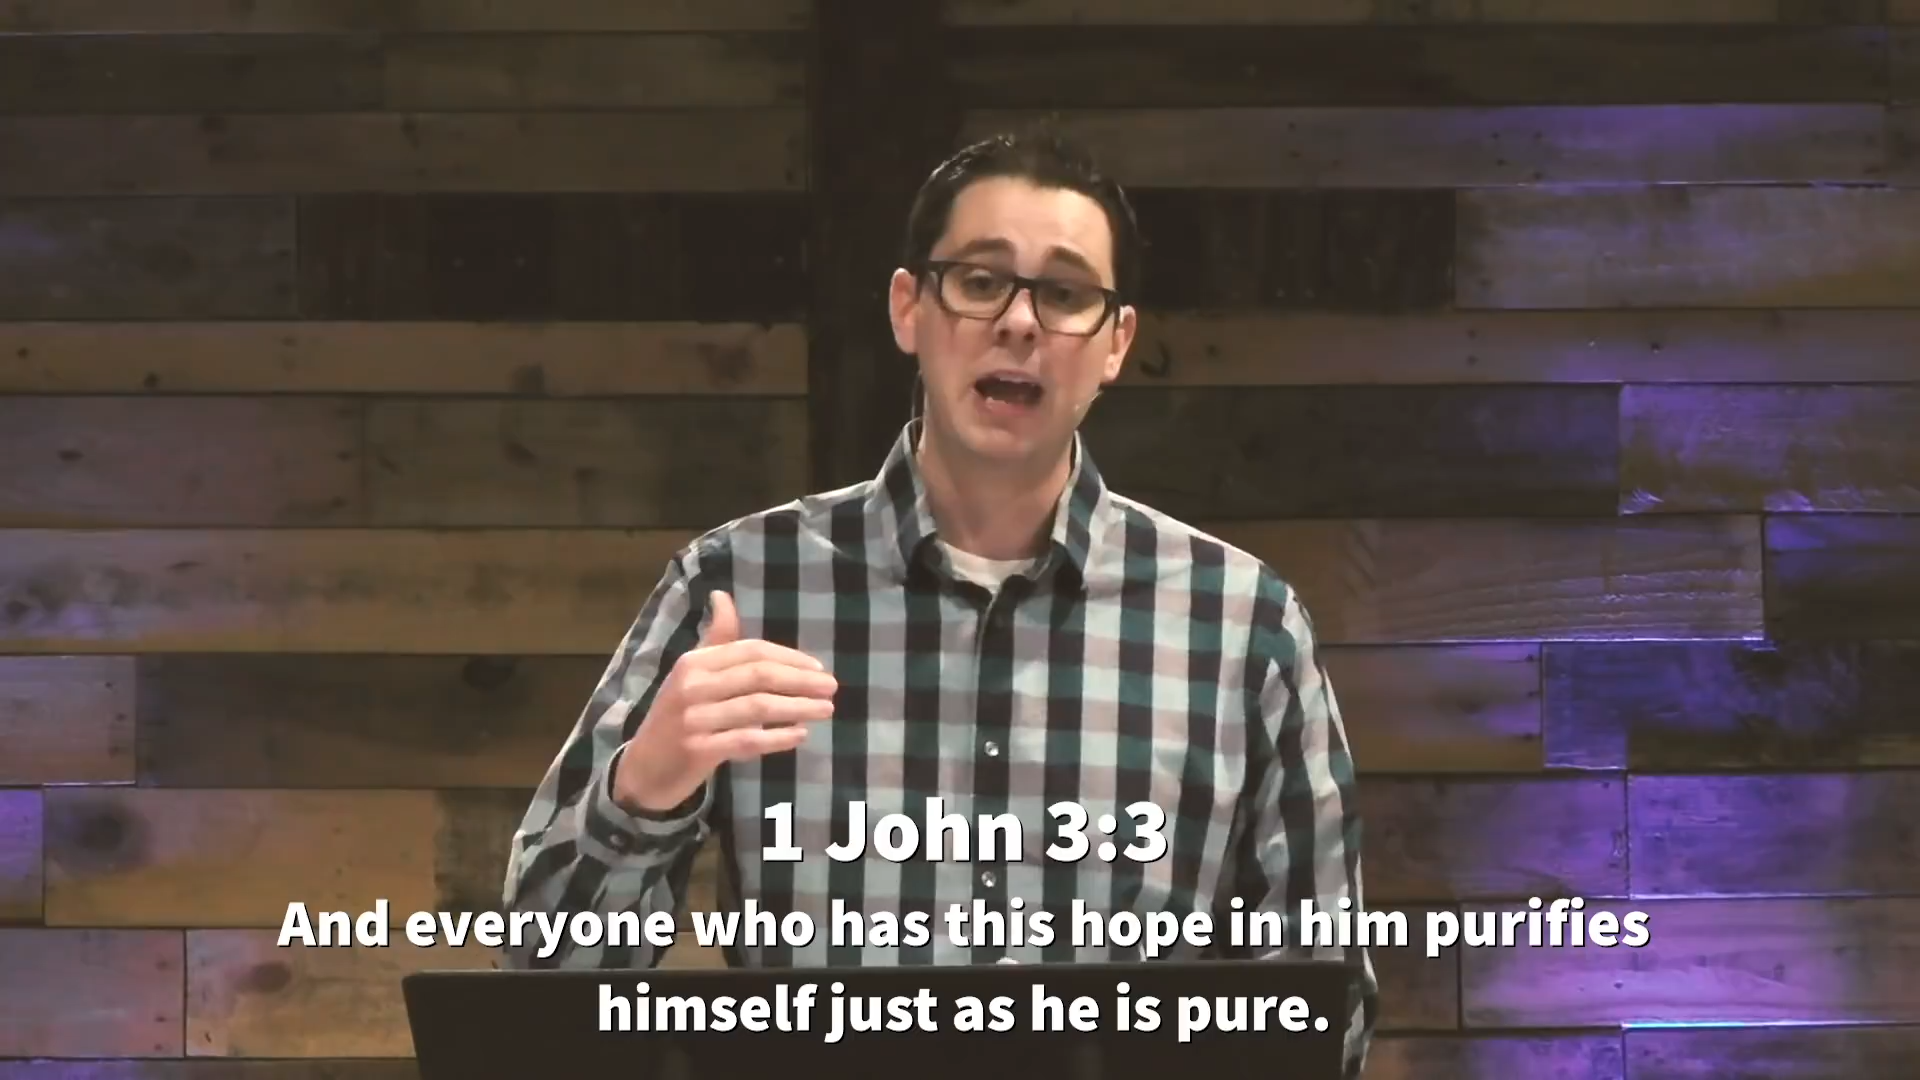 1 John 3:3
And everyone who has this hope in him purifies
himself just as he is pure.